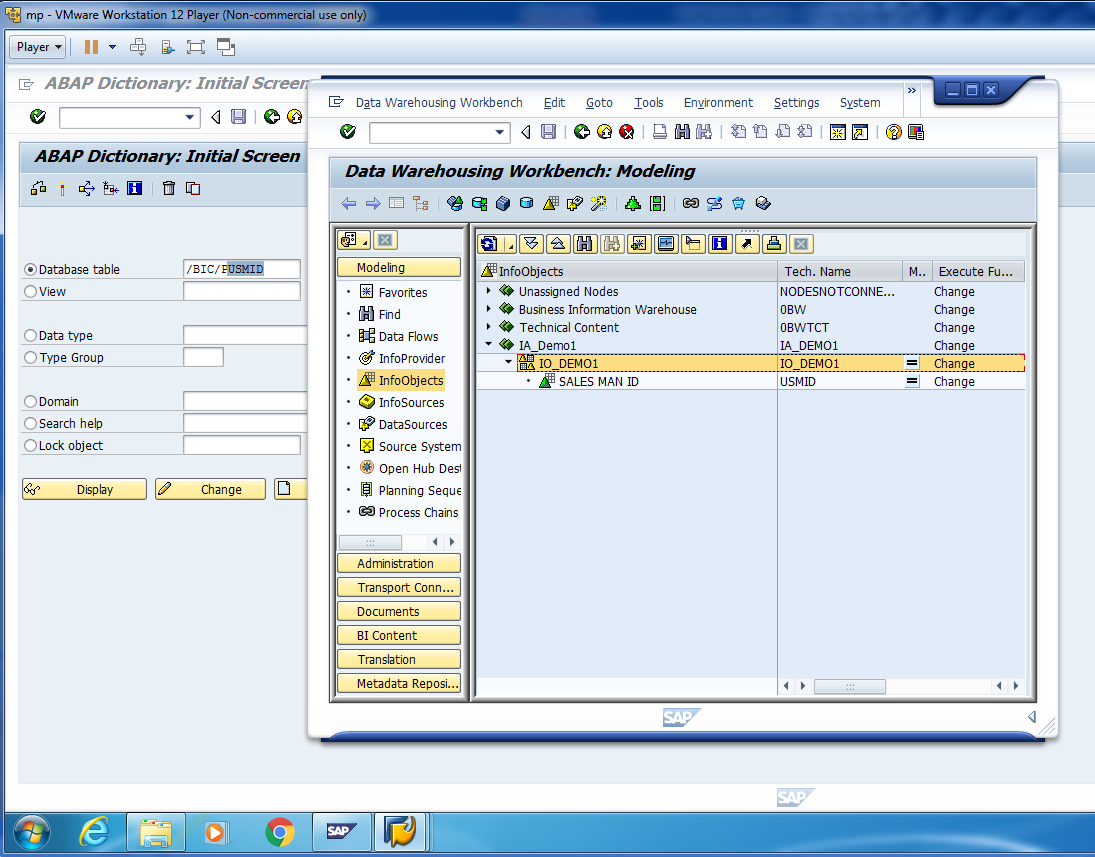 mp - VMware Workstation 12 Player (Non-commercial use only)
Player
ABAP Dictionary: Initial Screen
ABAP Dictionary: Initial Screen
Database table /BIC/PUSMID
View
Data type
Type Group
Domain
Search help
Lock object
Display Change
Data Warehousing Workbench Edit Goto Tools Environment Settings System »
Data Warehousing Workbench: Modeling
Modeling
Favorites
Find
Data Flows
InfoProvider
InfoObjects
InfoSources
DataSources
Source System
Open Hub Dest
Planning Seque
Process Chains
Administration
Transport Conn...
Documents
BI Content
Translation
Metadata Reposi...
InfoObjects Tech. Name M.. Execute Fu...
Unassigned Nodes NODESNOTCONNE... Change
Business Information Warehouse 0BW Change
Technical Content 0BWTCT Change
IA_Demo1 IA_DEMO1 Change
IO_DEMO1 IO_DEMO1 = Change
SALES MAN ID USMID = Change
SAP
SAP
SAP